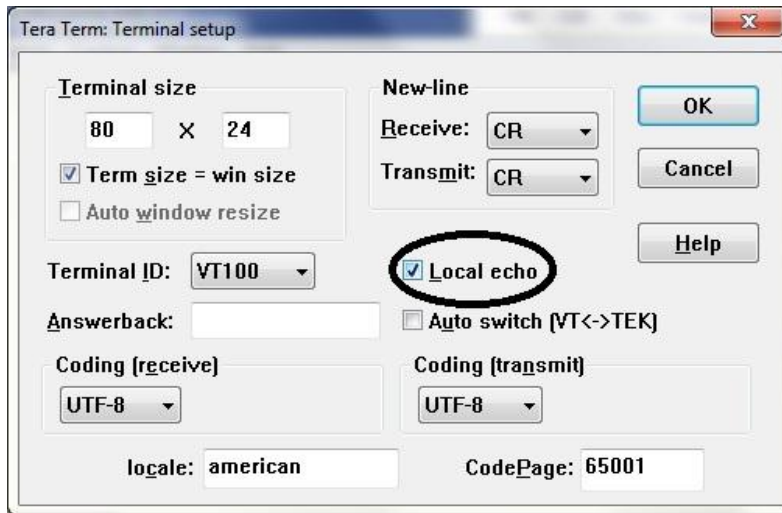 Tera Term: Terminal setup
Terminal size
80 X 24
Term size = win size
Auto window resize
New-line
Receive: CR
Transmit: CR
OK
Cancel
Help
Terminal ID: VT100
Local echo
Answerback:
Auto switch (VT<->TEK)
Coding (receive)
UTF-8
Coding (transmit)
UTF-8
locale: american
CodePage: 65001